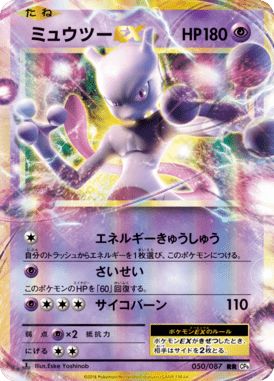 たね
ミュウツーEX HP180
エネルギーきゅうしゅう
自分のトラッシュからエネルギーを1枚選び、このポケモンにつける。
さいせい
このポケモンのHPを「60」回復する。
サイコバーン 110
弱点 ×2 抵抗力
にげる
ポケモンEXのルール
ポケモンEXがきぜつしたとき、相手はサイドを2枚とる。
Illus.Eske Yoshinob
050/087 RR CP6